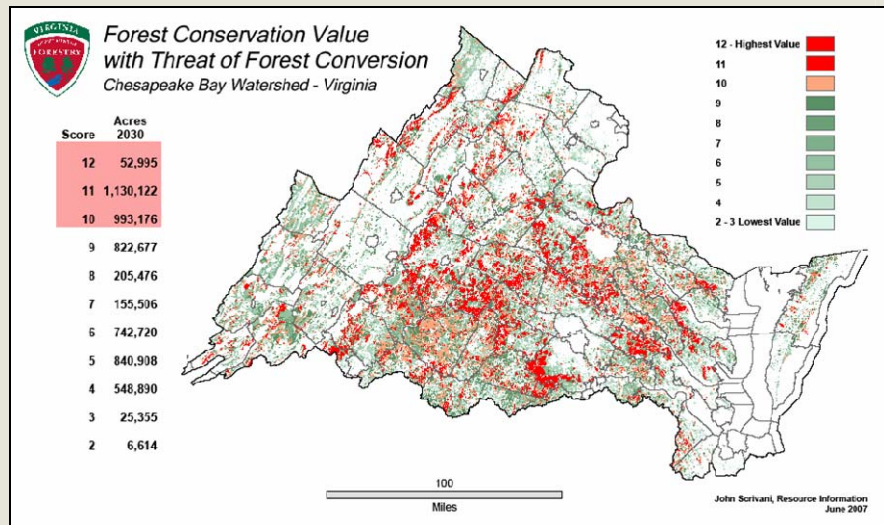 VIRGINIA
FORESTRY
Forest Conservation Value
with Threat of Forest Conversion
Chesapeake Bay Watershed - Virginia
Acres
Score 2030
12 52,995
11 1,130,122
10 993,176
9 822,677
8 205,476
7 155,506
6 742,720
5 840,908
4 548,890
3 25,355
2 6,614
12 - Highest Value
11
10
9
8
7
6
5
4
2 - 3 Lowest Value
100
Miles
John Scrivani, Resource Information
June 2007